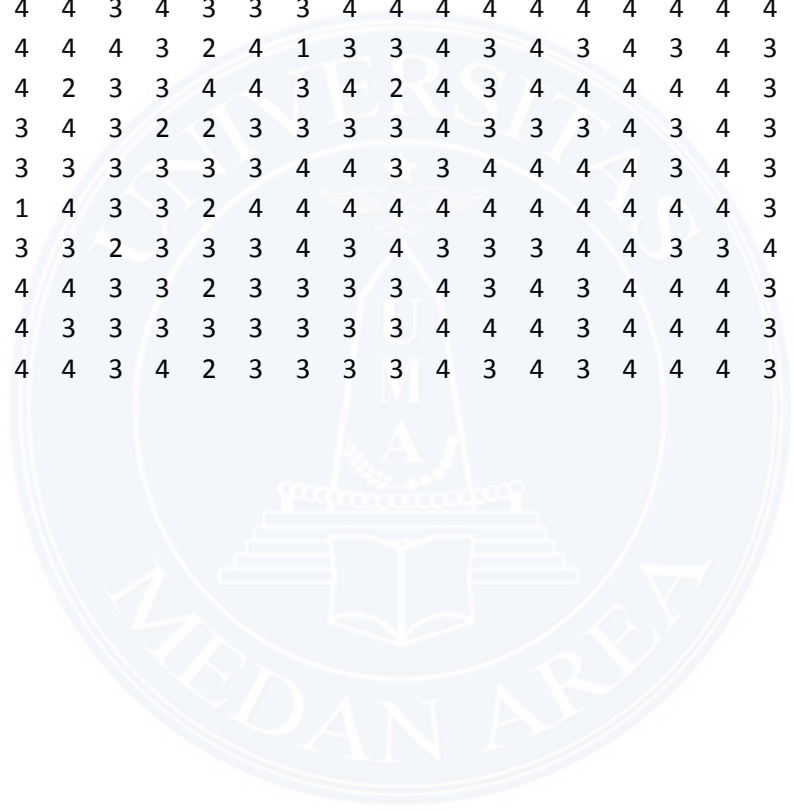 4 4 3 4 3 3 3 4 4 4 4 4 4 4 4 4 4
4 4 4 3 2 4 1 3 3 4 3 4 3 4 3 4 3
4 2 3 3 4 4 3 4 2 4 3 4 4 4 4 4 3
3 4 3 2 2 3 3 3 3 4 3 3 3 4 3 4 3
3 3 3 3 3 3 4 4 3 3 4 4 4 4 3 4 3
1 4 3 3 2 4 4 4 4 4 4 4 4 4 4 4 3
3 3 2 3 3 3 4 3 4 3 3 3 4 4 3 3 4
4 4 3 3 2 3 3 3 3 4 3 4 3 4 4 4 3
4 3 3 3 3 3 3 3 3 4 4 4 3 4 4 4 3
4 4 3 4 2 3 3 3 3 4 3 4 3 4 4 4 3
UNIVERSITAS
U
M
A
MEDAN AREA